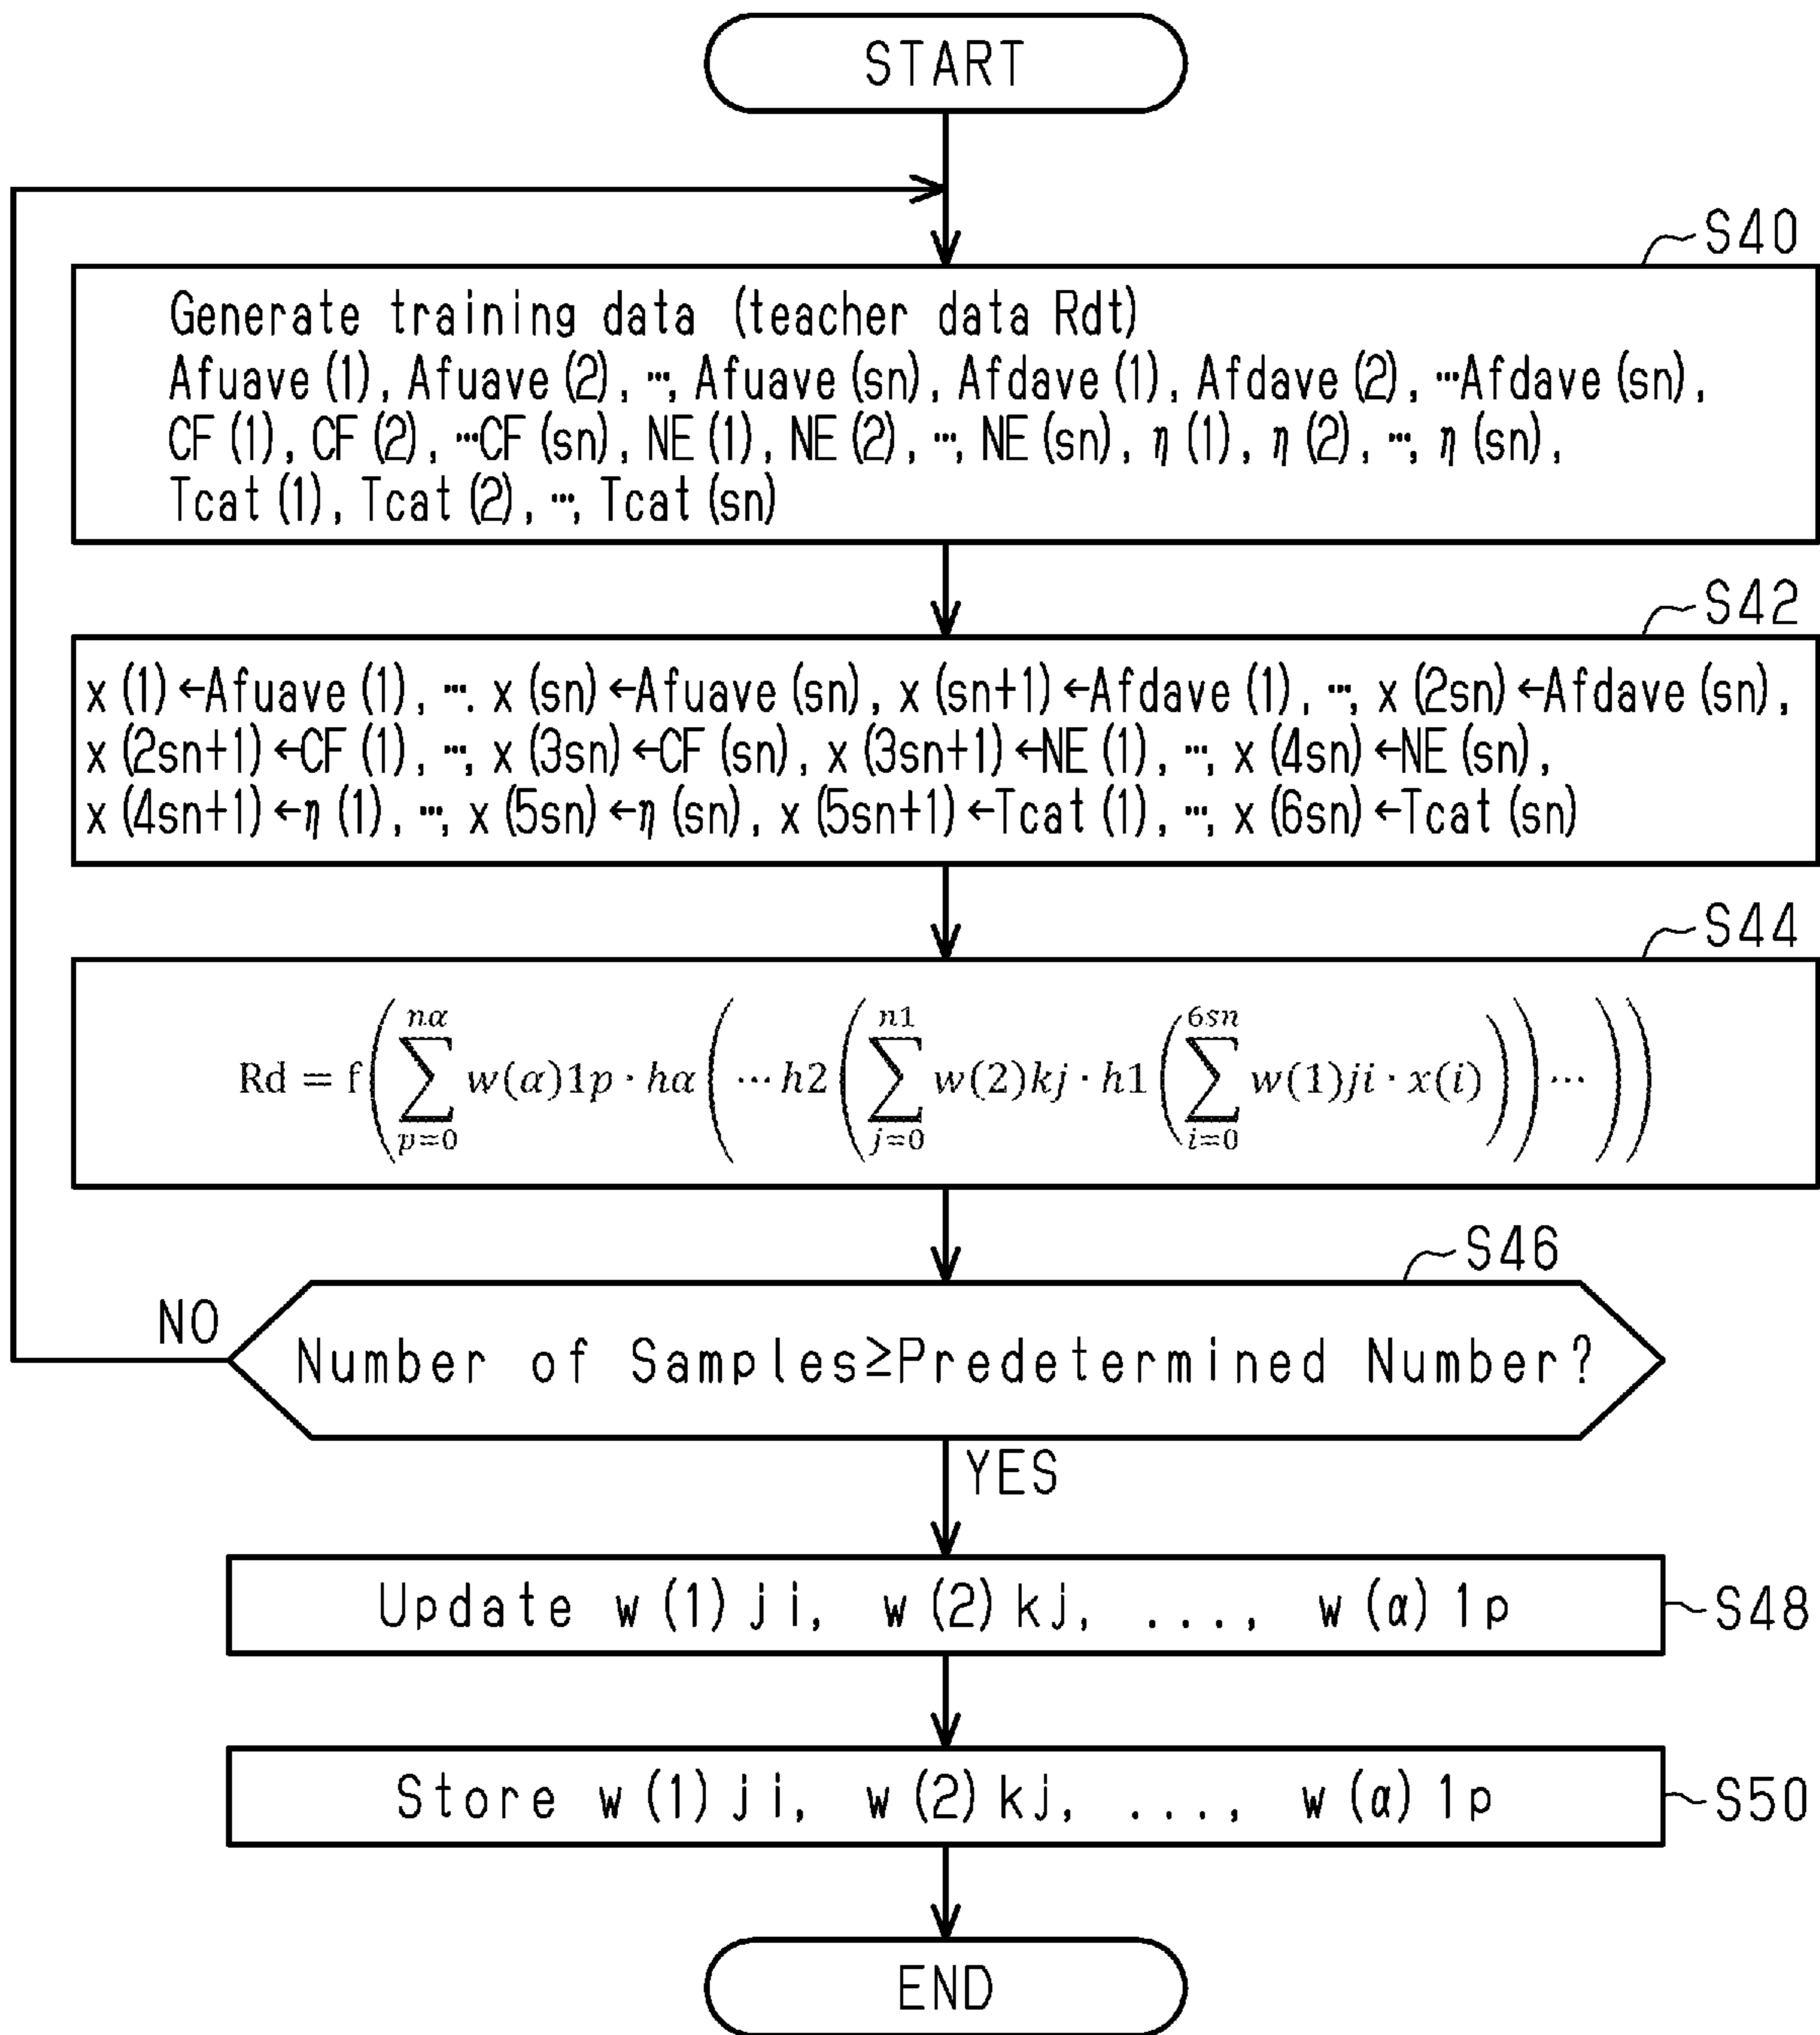 START
S40
Generate training data (teacher data Rdt)
Afuave(1), Afuave(2), …, Afuave(sn), Afdave(1), Afdave(2), …Afdave(sn),
CF(1), CF(2), …CF(sn), NE(1), NE(2), …, NE(sn), η(1), η(2), …, η(sn),
Tcat(1), Tcat(2), …, Tcat(sn)
S42
x(1)←Afuave(1), …. x(sn)←Afuave(sn), x(sn+1)←Afdave(1), …, x(2sn)←Afdave(sn),
x(2sn+1)←CF(1), …, x(3sn)←CF(sn), x(3sn+1)←NE(1), …, x(4sn)←NE(sn),
x(4sn+1)←η(1), …, x(5sn)←η(sn), x(5sn+1)←Tcat(1), …, x(6sn)←Tcat(sn)
S44
Rd = f(∑_{p=0}^{nα} w(α)1p · hα(⋯h2(∑_{j=0}^{n1} w(2)kj · h1(∑_{i=0}^{6sn} w(1)ji · x(i)))⋯))
S46
NO
Number of Samples≥Predetermined Number?
YES
Update w(1)ji, w(2)kj, ..., w(α)1p
S48
Store w(1)ji, w(2)kj, ..., w(α)1p
S50
END